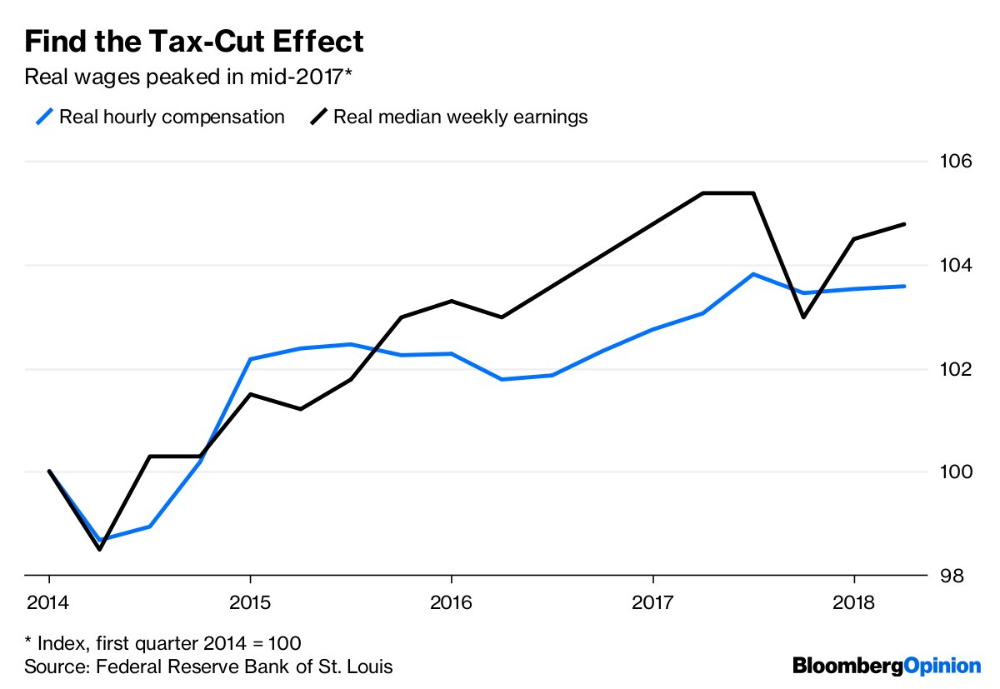 Find the Tax-Cut Effect
Real wages peaked in mid-2017*
Real hourly compensation Real median weekly earnings
106
104
102
100
98
2014 2015 2016 2017 2018
* Index, first quarter 2014 = 100
Source: Federal Reserve Bank of St. Louis
BloombergOpinion